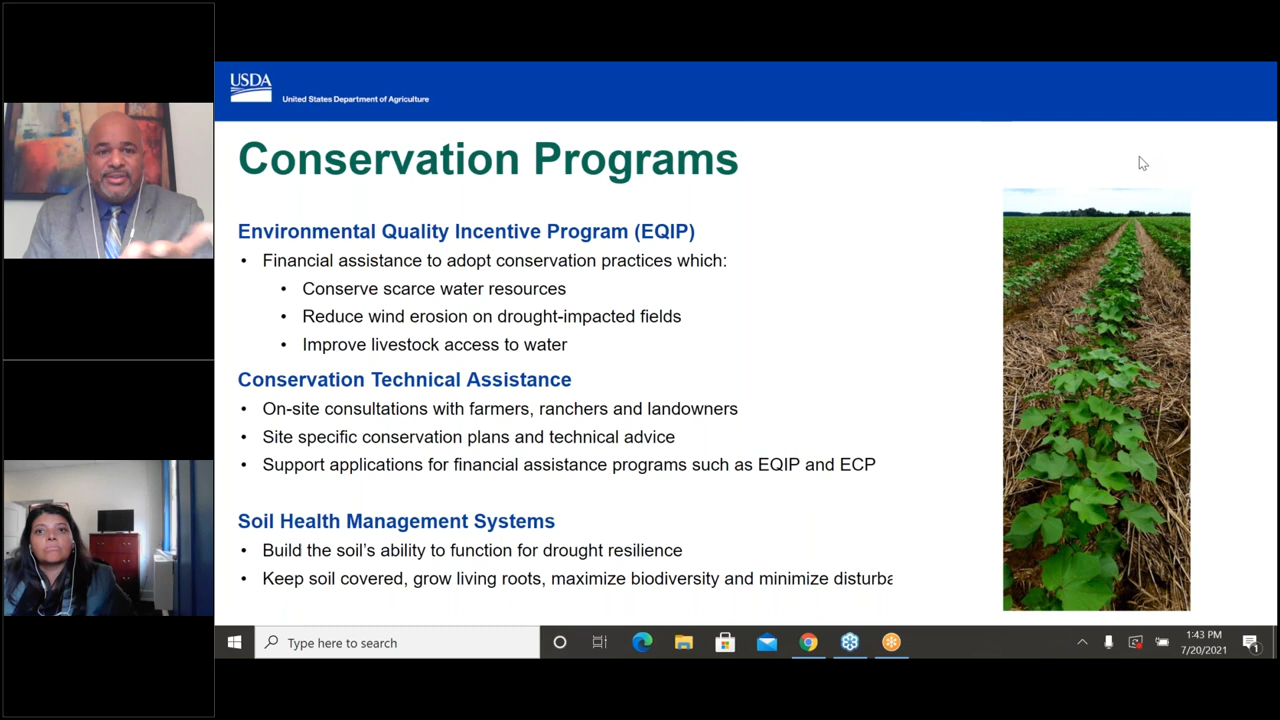 USDA
United States Department of Agriculture
Conservation Programs
Environmental Quality Incentive Program (EQIP)
• Financial assistance to adopt conservation practices which:
• Conserve scarce water resources
• Reduce wind erosion on drought-impacted fields
• Improve livestock access to water
Conservation Technical Assistance
• On-site consultations with farmers, ranchers and landowners
• Site specific conservation plans and technical advice
• Support applications for financial assistance programs such as EQIP and ECP
Soil Health Management Systems
• Build the soil's ability to function for drought resilience
• Keep soil covered, grow living roots, maximize biodiversity and minimize disturba
Type here to search
1:43 PM
7/20/2021
1